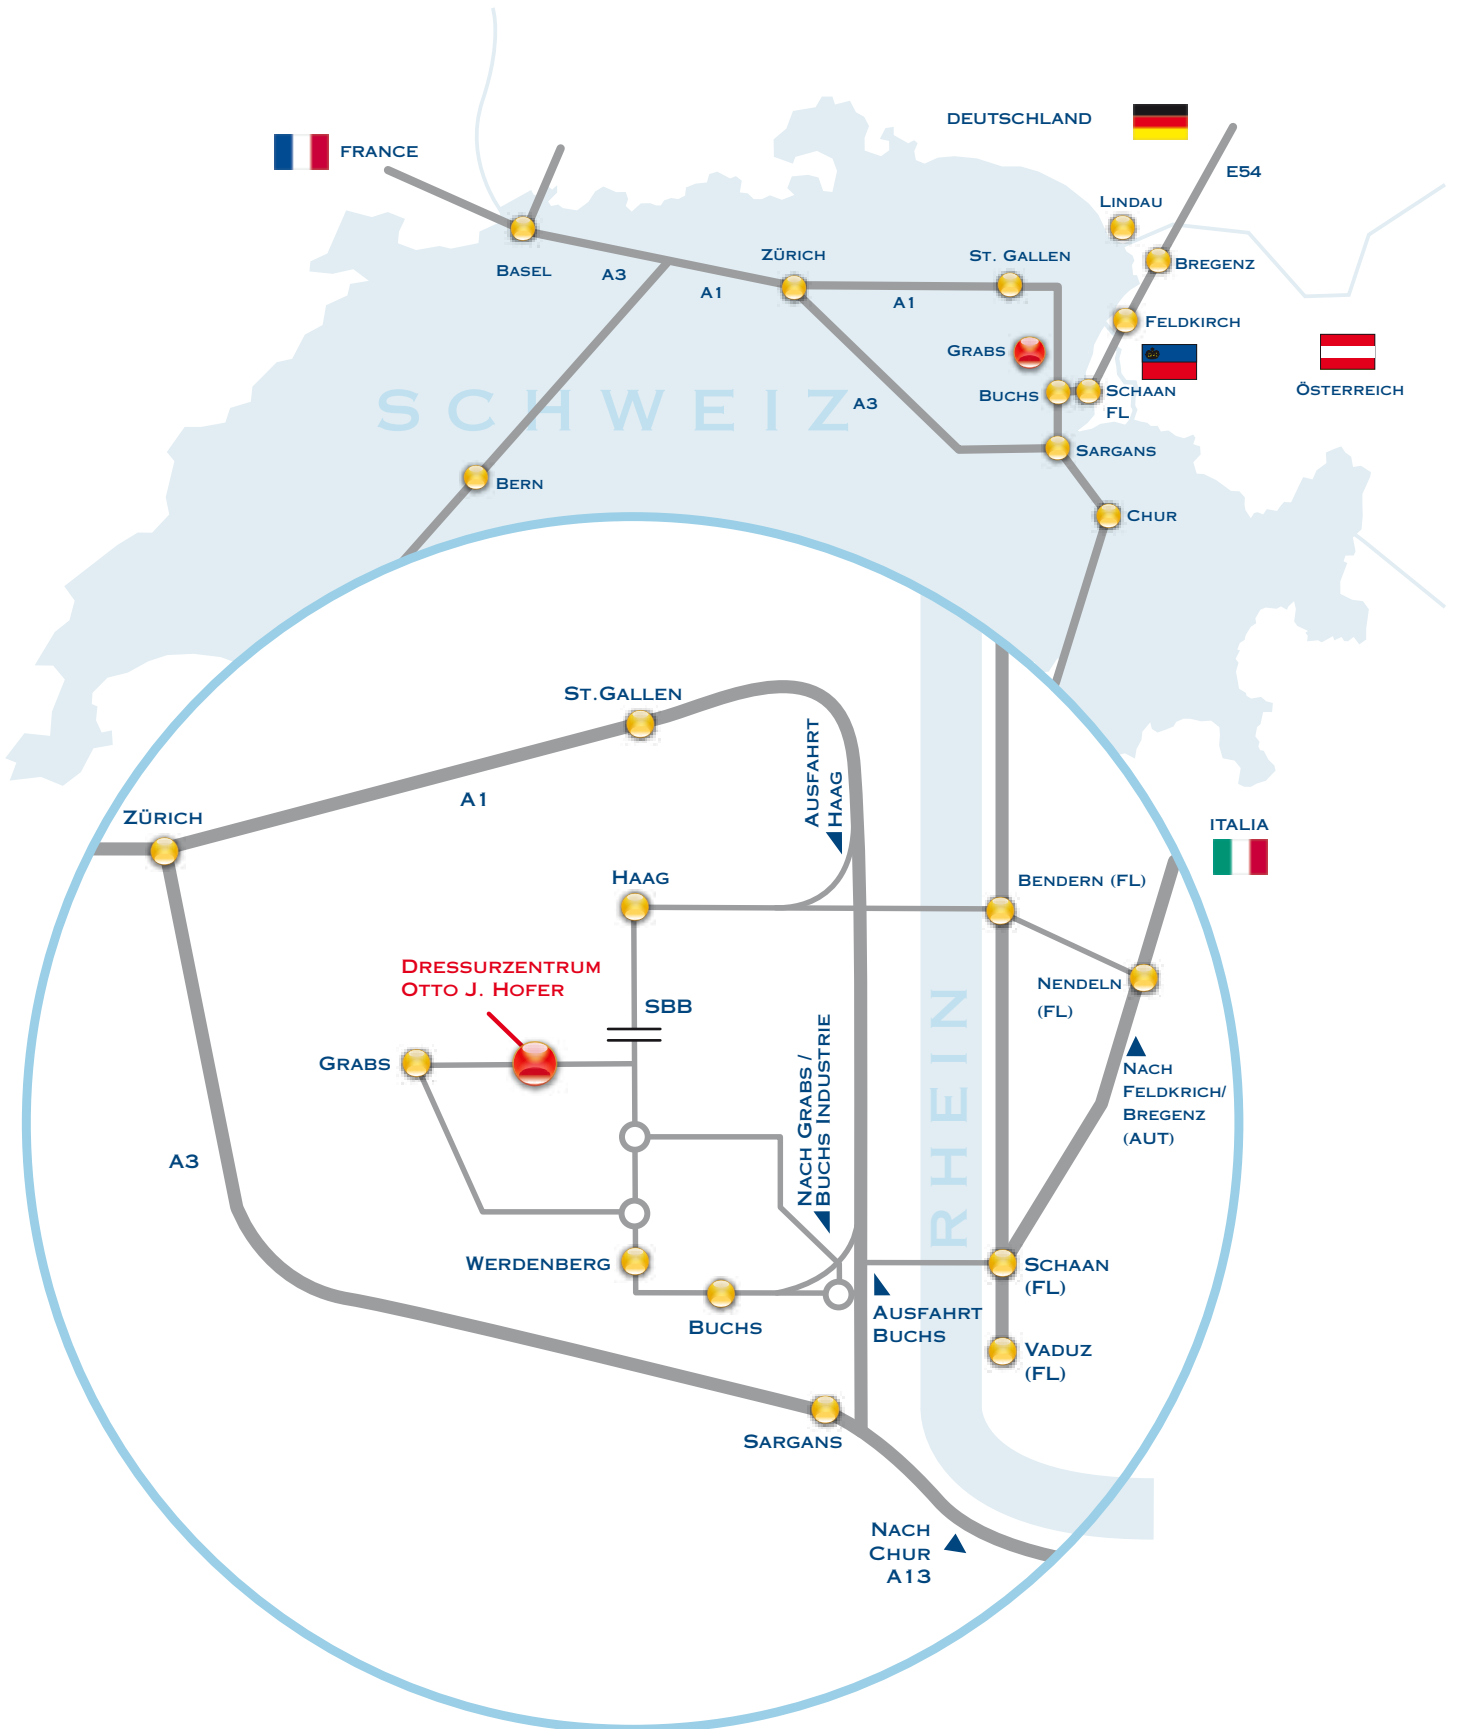 DEUTSCHLAND
FRANCE
E54
LINDAU
ZÜRICH
ST. GALLEN
BREGENZ
BASEL
A3
A1
A1
FELDKIRCH
GRABS
SCHWEIZ
A3
BUCHS
SCHAAN
FL
ÖSTERREICH
SARGANS
BERN
CHUR
ST.GALLEN
AUSFAHRT
HAAG
A1
ZÜRICH
ITALIA
HAAG
BENDERN (FL)
DRESSURZENTRUM
OTTO J. HOFER
NENDELN
(FL)
SBB
GRABS
NACH GRABS /
BUCHS INDUSTRIE
RHEIN
NACH
FELDKRICH/
BREGENZ
(AUT)
A3
WERDENBERG
SCHAAN
(FL)
AUSFAHRT
BUCHS
BUCHS
VADUZ
(FL)
SARGANS
NACH
CHUR
A13